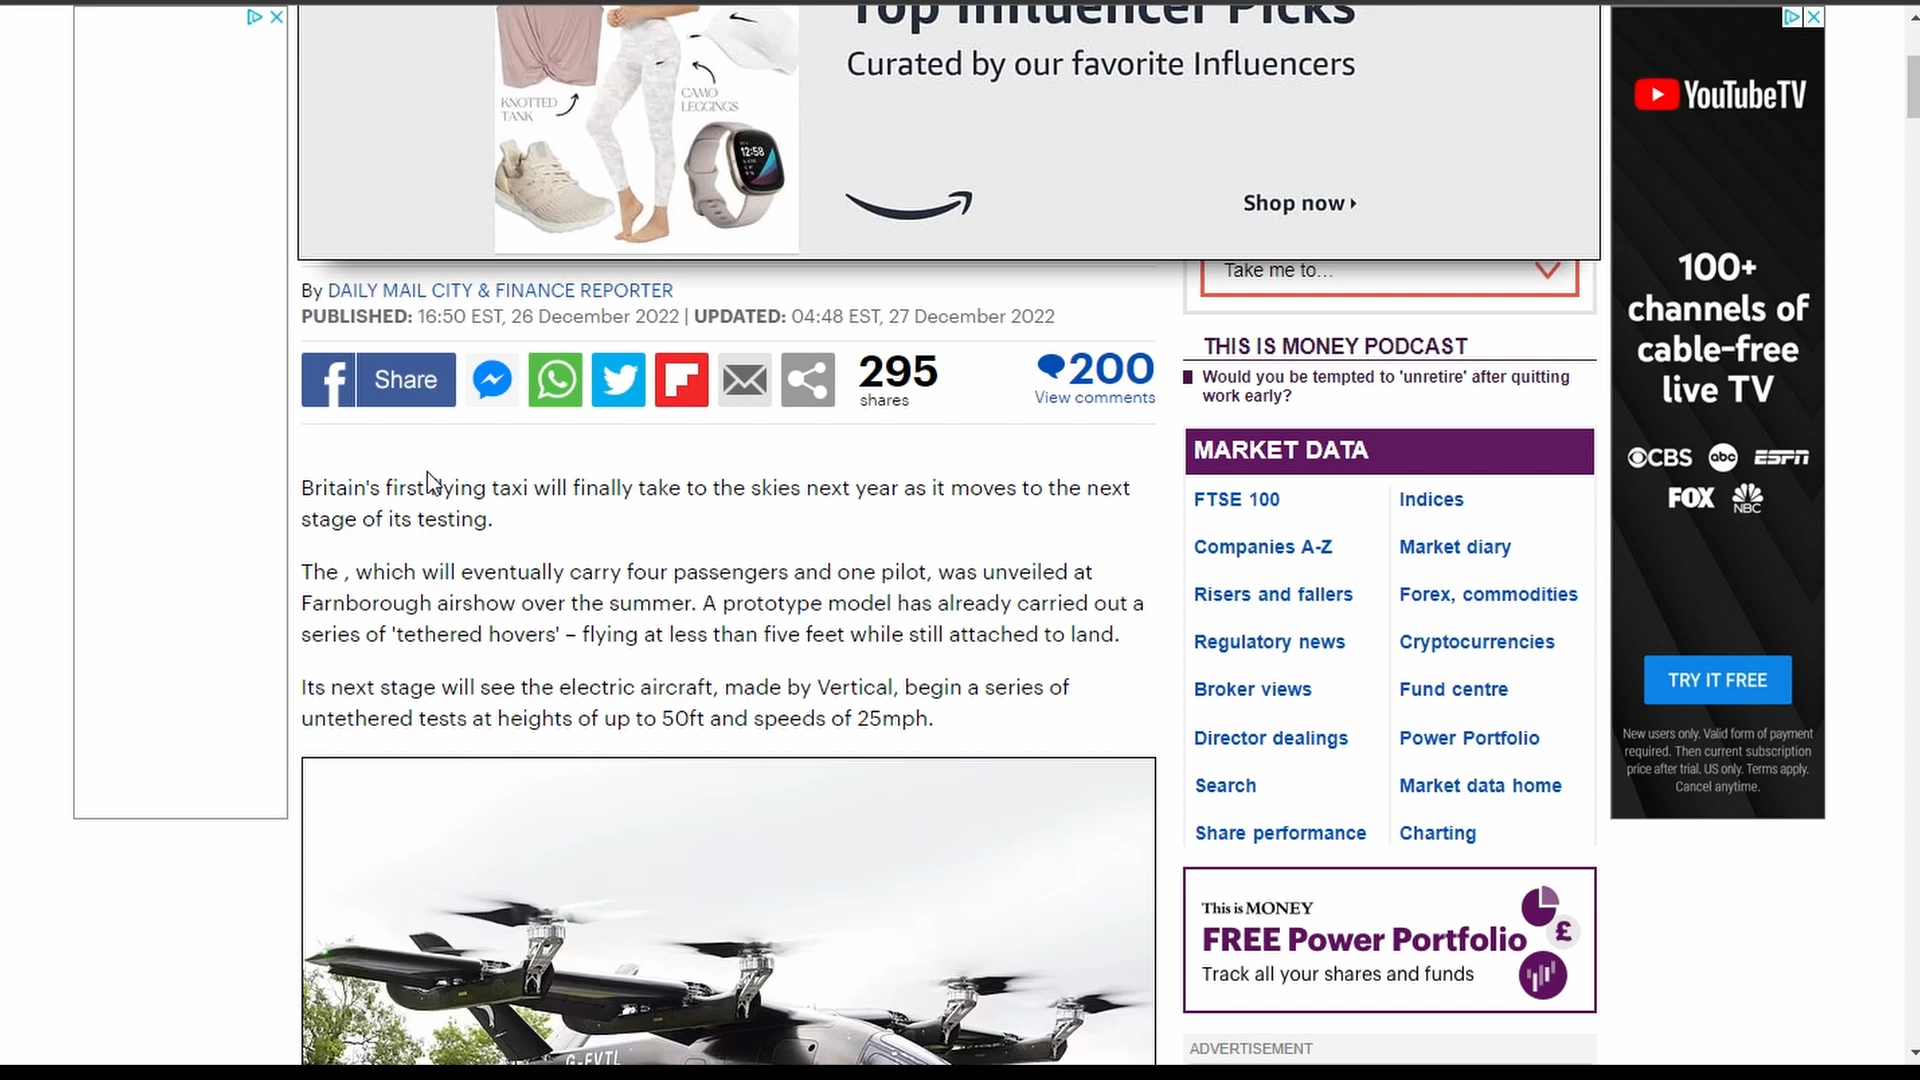 Top Influencer Picks
Curated by our favorite Influencers
KNOTTED
TANK
CAMO
LEGGINGS
12:58
Shop now
By DAILY MAIL CITY & FINANCE REPORTER
PUBLISHED: 16:50 EST, 26 December 2022 | UPDATED: 04:48 EST, 27 December 2022
f Share
295
shares
200
View comments
Britain's first flying taxi will finally take to the skies next year as it moves to the next
stage of its testing.
The , which will eventually carry four passengers and one pilot, was unveiled at
Farnborough airshow over the summer. A prototype model has already carried out a
series of 'tethered hovers' – flying at less than five feet while still attached to land.
Its next stage will see the electric aircraft, made by Vertical, begin a series of
untethered tests at heights of up to 50ft and speeds of 25mph.
G-EVTL
Take me to...
THIS IS MONEY PODCAST
Would you be tempted to 'unretire' after quitting
work early?
MARKET DATA
FTSE 100
Indices
Companies A-Z
Market diary
Risers and fallers
Forex, commodities
Regulatory news
Cryptocurrencies
Broker views
Fund centre
Director dealings
Power Portfolio
Search
Market data home
Share performance
Charting
This is MONEY
FREE Power Portfolio
£
Track all your shares and funds
ADVERTISEMENT
YouTubeTV
100+
channels of
cable-free
live TV
CBS abc ESPN
FOX NBC
TRY IT FREE
New users only. Valid form of payment
required. Then current subscription
price after trial. US only. Terms apply.
Cancel anytime.